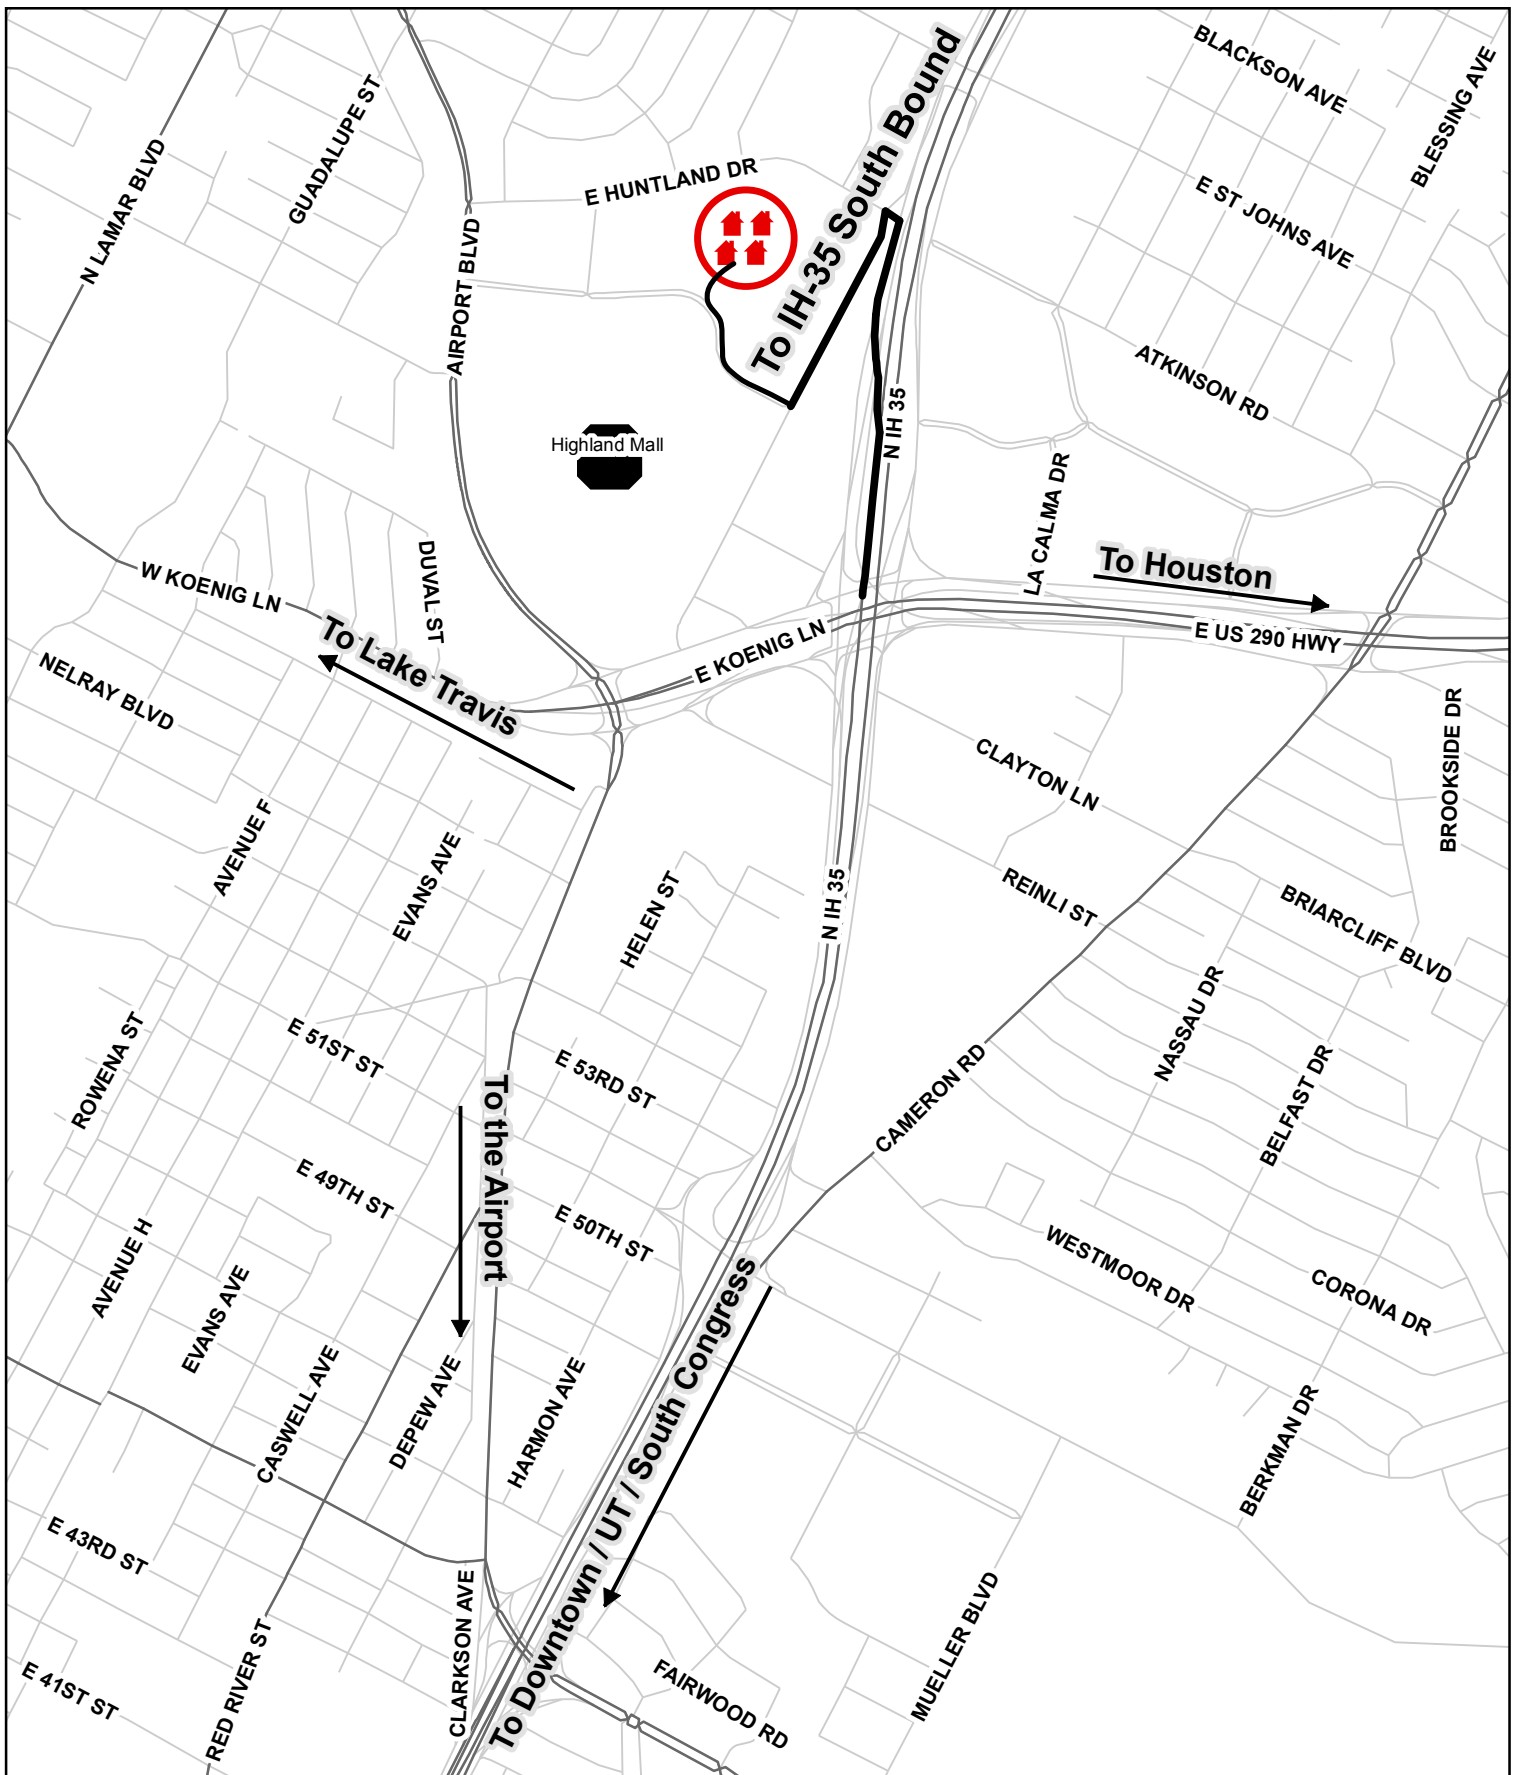 BLACKSON AVE
BLESSING AVE
To IH-35 South Bound
GUADALUPE ST
N LAMAR BLVD
E HUNTLAND DR
E ST JOHNS AVE
AIRPORT BLVD
ATKINSON RD
N IH 35
Highland Mall
LA CALMA DR
To Houston
DUVAL ST
W KOENIG LN
To Lake Travis
E KOENIG LN
E US 290 HWY
NELRAY BLVD
BROOKSIDE DR
CLAYTON LN
AVENUE F
EVANS AVE
HELEN ST
N IH 35
REINLI ST
BRIARCLIFF BLVD
NASSAU DR
ROWENA ST
E 51ST ST
E 53RD ST
CAMERON RD
BELFAST DR
To the Airport
E 49TH ST
E 50TH ST
AVENUE H
EVANS AVE
WESTMOOR DR
CORONA DR
To Downtown / UT / South Congress
CASWELL AVE
DEPEW AVE
HARMON AVE
BERKMAN DR
E 43RD ST
CLARKSON AVE
MUELLER BLVD
RED RIVER ST
E 41ST ST
FAIRWOOD RD